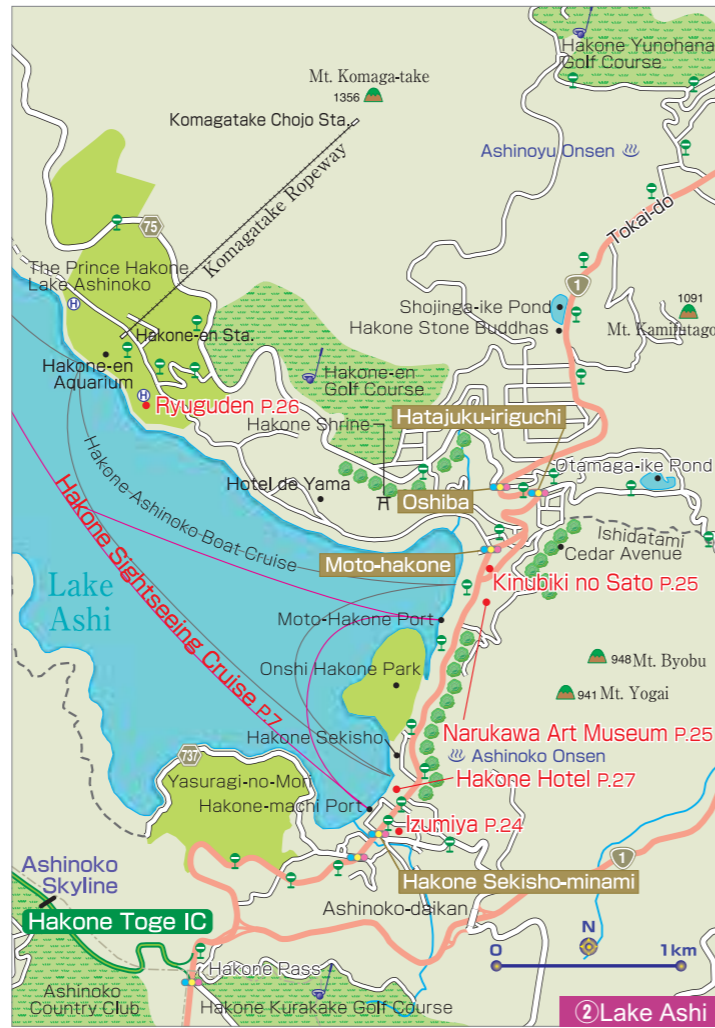 Hakone Yunohana
Golf Course
Mt. Komaga-take
1356
Komagatake Chojo Sta.
Ashinoyu Onsen
Komagatake Ropeway
75
Tokai-do
The Prince Hakone
Lake Ashinoko
H
1
1091
Shojinga-ike Pond
Hakone Stone Buddhas
Mt. Kamifutago
Hakone-en Sta.
Hakone-en
Aquarium
Hakone-en
Golf Course
H
Ryuguden P.26
Hakone Shrine
Hatajuku-iriguchi
Hakone Ashinoko Boat Cruise
Otamaga-ike Pond
Hotel de Yama
Oshiba
Hakone Sightseeing Cruise P.7
Ishidatami
Cedar Avenue
Moto-hakone
Kinubiki no Sato P.25
Lake
Ashi
Moto-Hakone Port
Onshi Hakone Park
948 Mt. Byobu
941 Mt. Yogai
Narukawa Art Museum P.25
Hakone Sekisho
Ashinoko Onsen
737
Hakone Hotel P.27
Yasuragi-no-Mori
Hakone-machi Port
Izumiya P.24
1
Ashinoko
Skyline
Hakone Sekisho-minami
Hakone Toge IC
Ashinoko-daikan
N
0
1km
Hakone Pass
Ashinoko
Country Club
Hakone Kurakake Golf Course
②Lake Ashi